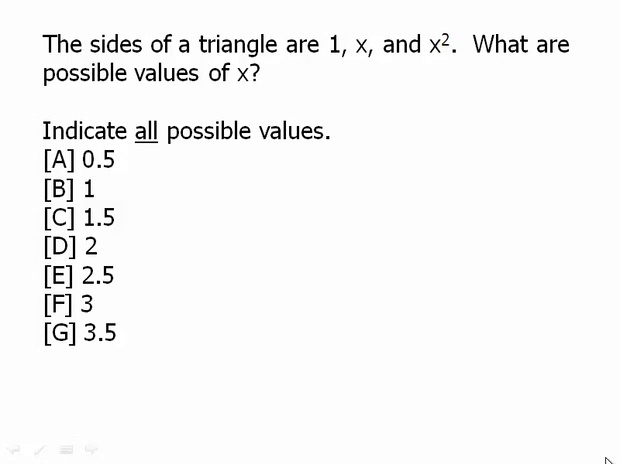 The sides of a triangle are 1, x, and x². What are
possible values of x?
Indicate all possible values.
[A] 0.5
[B] 1
[C] 1.5
[D] 2
[E] 2.5
[F] 3
[G] 3.5